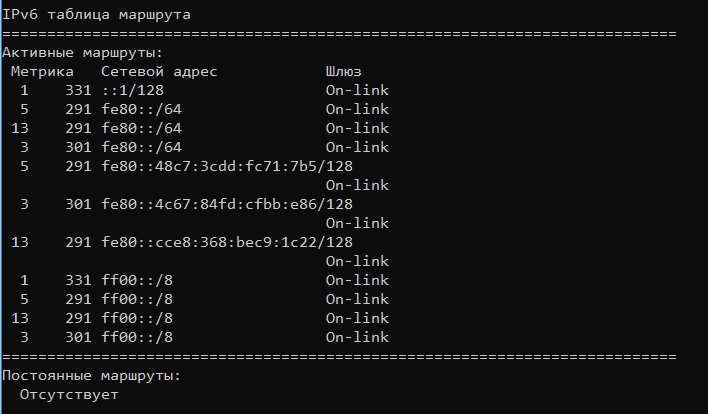 IPv6 таблица маршрута
===========================================================================
Активные маршруты:
 Метрика   Сетевой адрес            Шлюз
  1    331 ::1/128                  On-link
  5    291 fe80::/64                On-link
 13    291 fe80::/64                On-link
  3    301 fe80::/64                On-link
  5    291 fe80::48c7:3cdd:fc71:7b5/128
                                    On-link
  3    301 fe80::4c67:84fd:cfbb:e86/128
                                    On-link
 13    291 fe80::cce8:368:bec9:1c22/128
                                    On-link
  1    331 ff00::/8                 On-link
  5    291 ff00::/8                 On-link
 13    291 ff00::/8                 On-link
  3    301 ff00::/8                 On-link
===========================================================================
Постоянные маршруты:
  Отсутствует